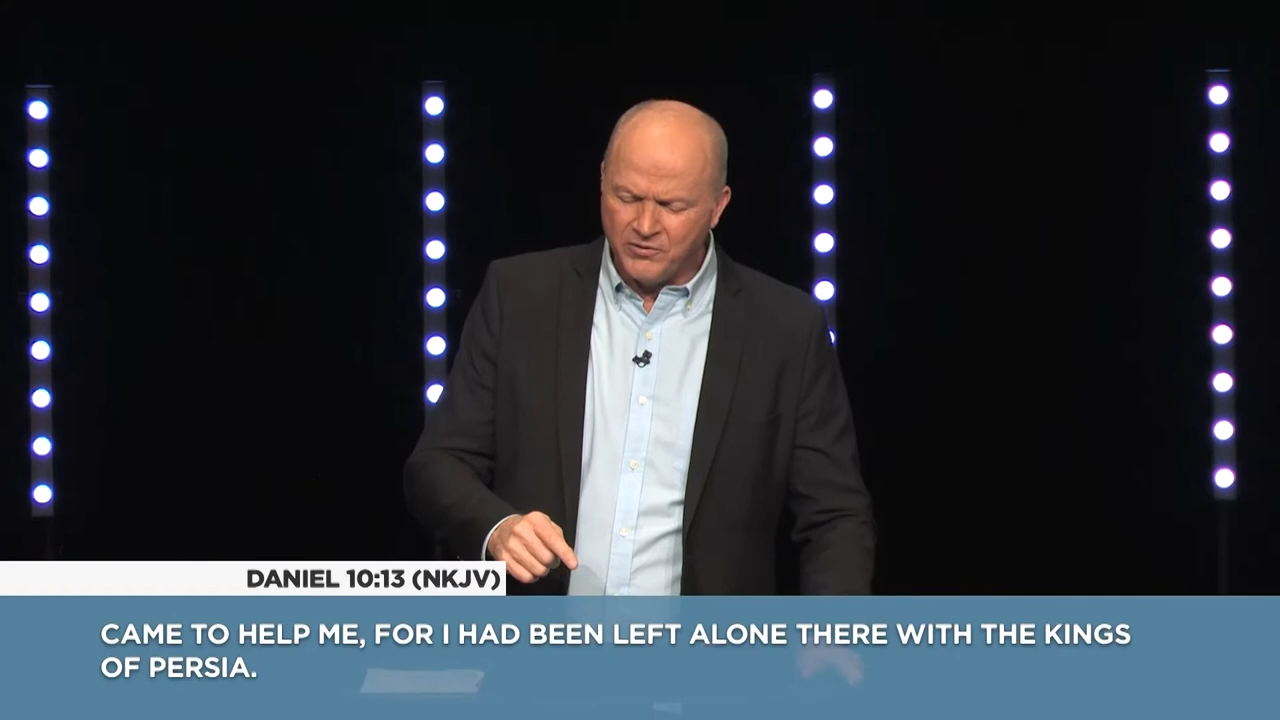 DANIEL 10:13 (NKJV)
CAME TO HELP ME, FOR I HAD BEEN LEFT ALONE THERE WITH THE KINGS
OF PERSIA.